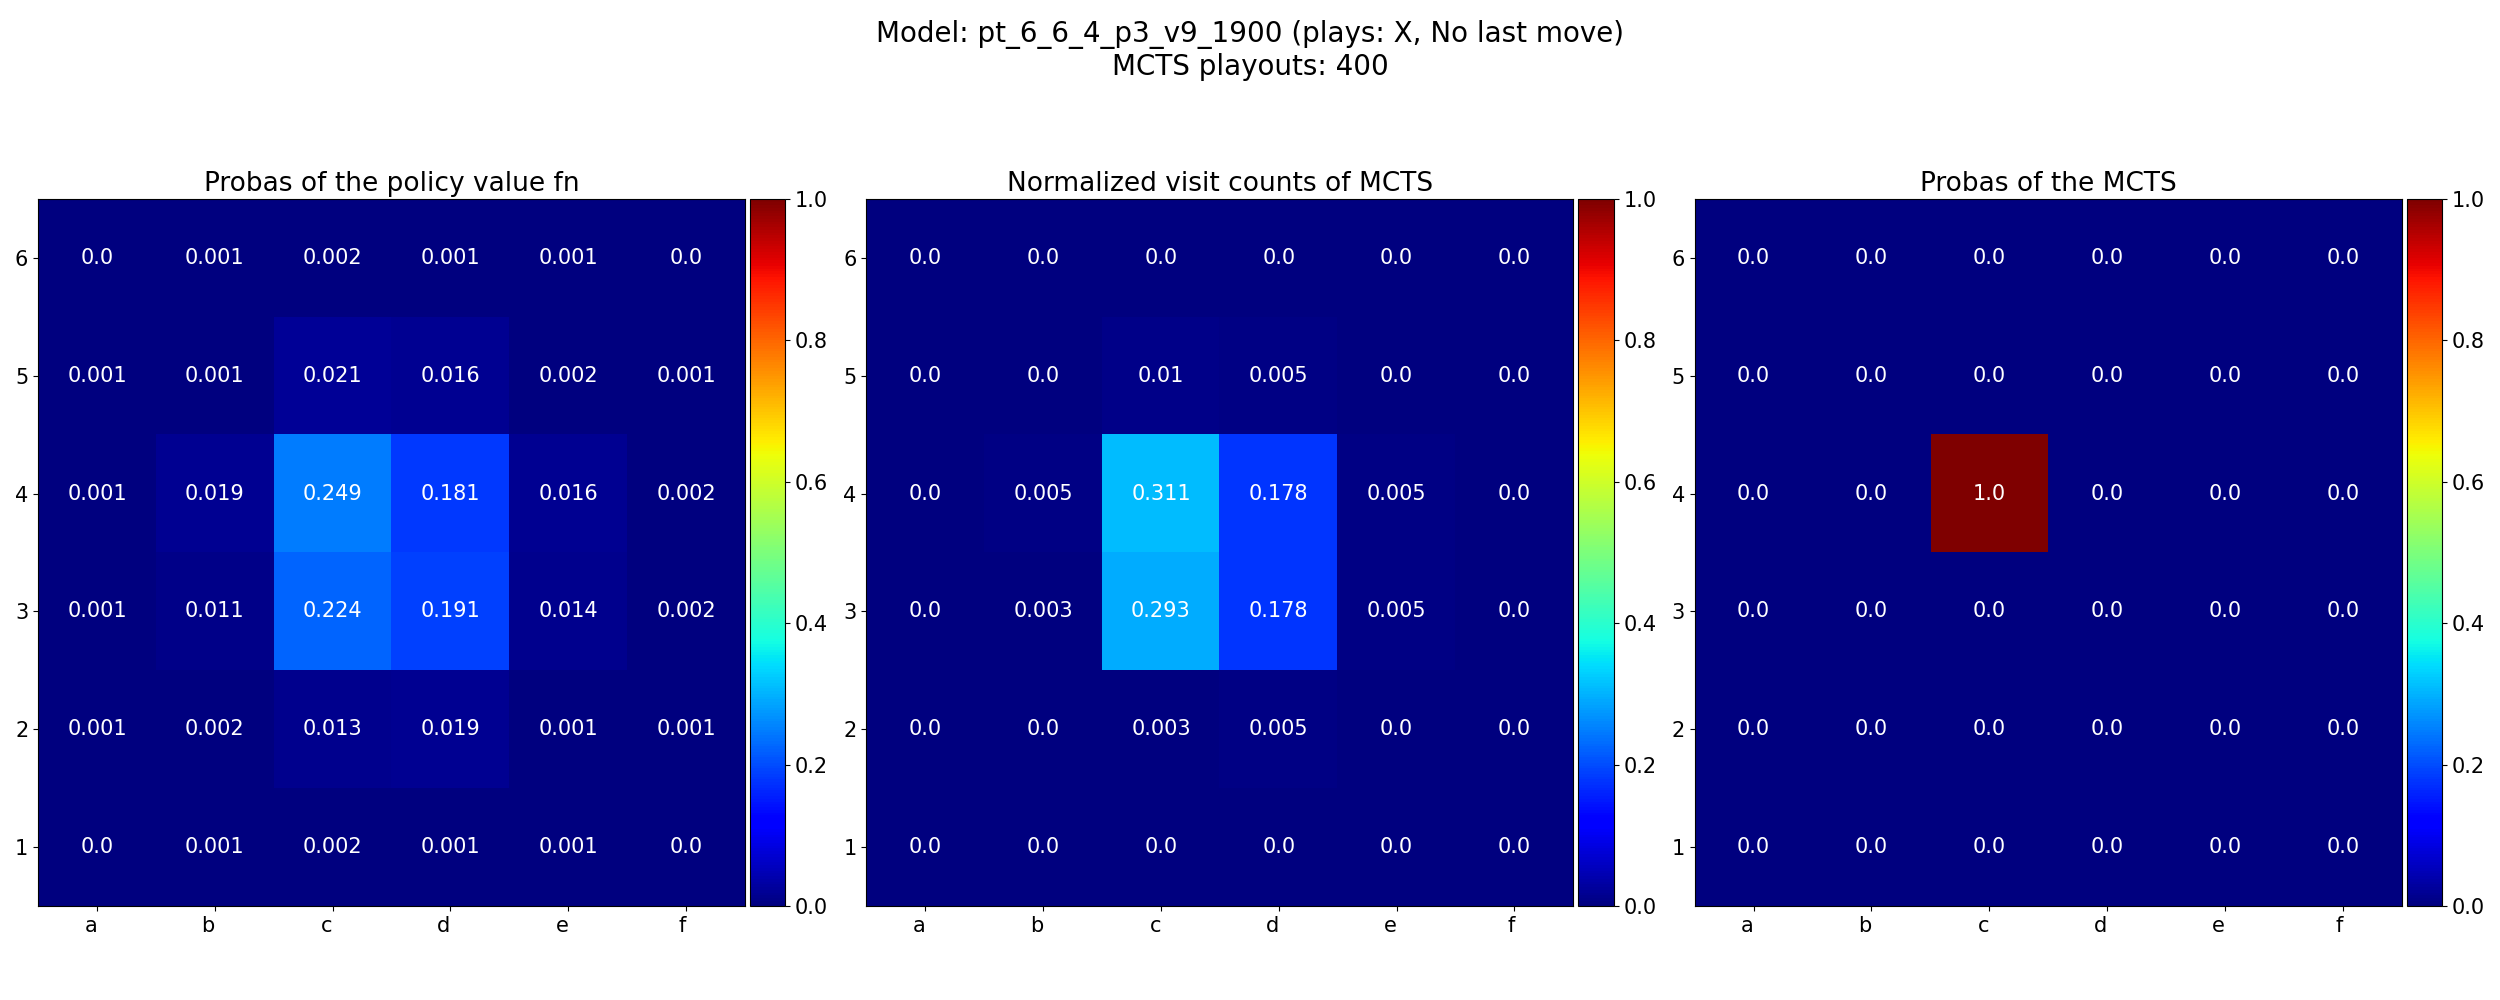 Model: pt_6_6_4_p3_v9_1900 (plays: X, No last move)
MCTS playouts: 400
Probas of the policy value fn
6 0.0 0.001 0.002 0.001 0.001 0.0
5 0.001 0.001 0.021 0.016 0.002 0.001
4 0.001 0.019 0.249 0.181 0.016 0.002
3 0.001 0.011 0.224 0.191 0.014 0.002
2 0.001 0.002 0.013 0.019 0.001 0.001
1 0.0 0.001 0.002 0.001 0.001 0.0
a b c d e f
1.0
0.8
0.6
0.4
0.2
0.0
Normalized visit counts of MCTS
6 0.0 0.0 0.0 0.0 0.0 0.0
5 0.0 0.0 0.01 0.005 0.0 0.0
4 0.0 0.005 0.311 0.178 0.005 0.0
3 0.0 0.003 0.293 0.178 0.005 0.0
2 0.0 0.0 0.003 0.005 0.0 0.0
1 0.0 0.0 0.0 0.0 0.0 0.0
a b c d e f
1.0
0.8
0.6
0.4
0.2
0.0
Probas of the MCTS
6 0.0 0.0 0.0 0.0 0.0 0.0
5 0.0 0.0 0.0 0.0 0.0 0.0
4 0.0 0.0 1.0 0.0 0.0 0.0
3 0.0 0.0 0.0 0.0 0.0 0.0
2 0.0 0.0 0.0 0.0 0.0 0.0
1 0.0 0.0 0.0 0.0 0.0 0.0
a b c d e f
1.0
0.8
0.6
0.4
0.2
0.0